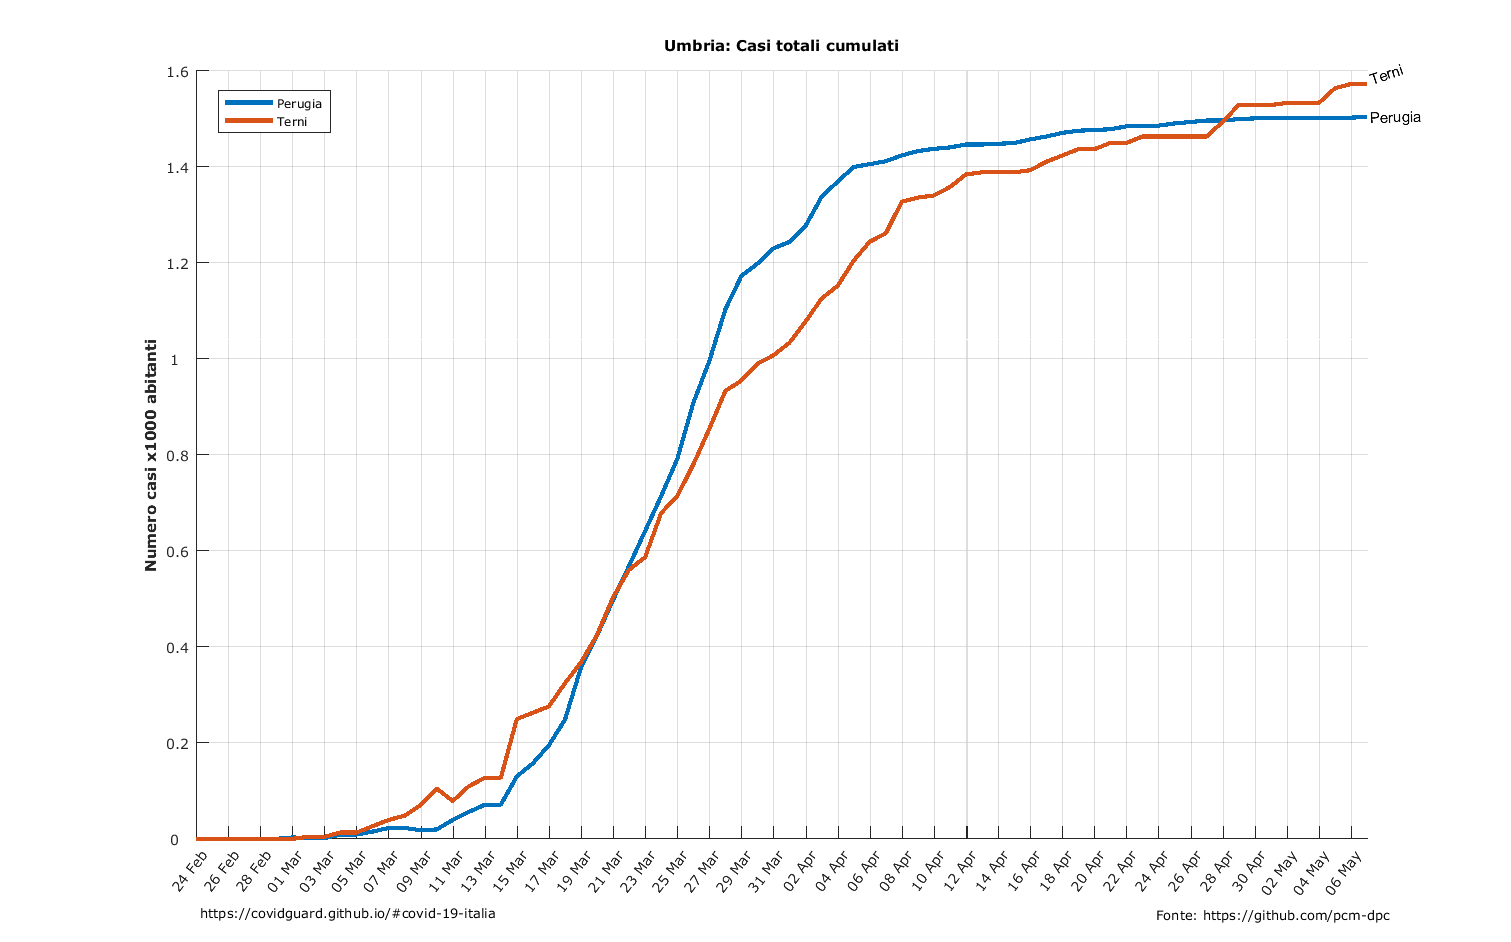 Umbria: Casi totali cumulati
Numero casi x1000 abitanti
1.6
1.4
1.2
1
0.8
0.6
0.4
0.2
0
Perugia
Terni
Terni
Perugia
24 Feb
26 Feb
28 Feb
01 Mar
03 Mar
05 Mar
07 Mar
09 Mar
11 Mar
13 Mar
15 Mar
17 Mar
19 Mar
21 Mar
23 Mar
25 Mar
27 Mar
29 Mar
31 Mar
02 Apr
04 Apr
06 Apr
08 Apr
10 Apr
12 Apr
14 Apr
16 Apr
18 Apr
20 Apr
22 Apr
24 Apr
26 Apr
28 Apr
30 Apr
02 May
04 May
06 May
https://covidguard.github.io/#covid-19-italia
Fonte: https://github.com/pcm-dpc